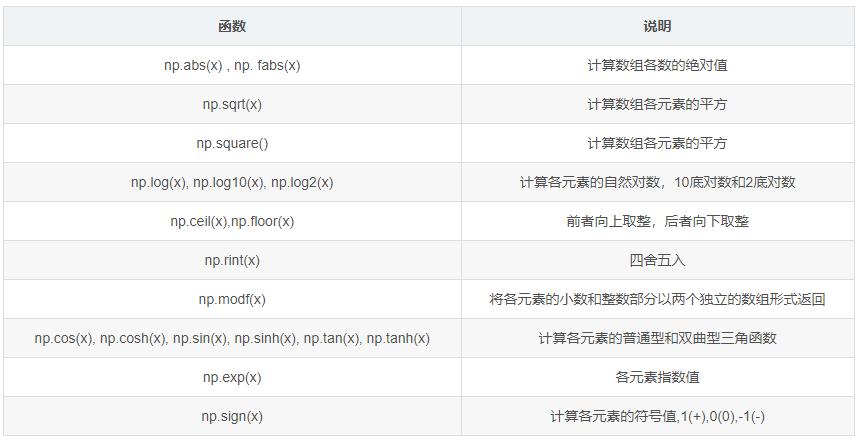 函数 说明
np.abs(x) , np. fabs(x) 计算数组各数的绝对值
np.sqrt(x) 计算数组各元素的平方
np.square() 计算数组各元素的平方
np.log(x), np.log10(x), np.log2(x) 计算各元素的自然对数，10底对数和2底对数
np.ceil(x),np.floor(x) 前者向上取整，后者向下取整
np.rint(x) 四舍五入
np.modf(x) 将各元素的小数和整数部分以两个独立的数组形式返回
np.cos(x), np.cosh(x), np.sin(x), np.sinh(x), np.tan(x), np.tanh(x) 计算各元素的普通型和双曲型三角函数
np.exp(x) 各元素指数值
np.sign(x) 计算各元素的符号值,1(+),0(0),-1(-)